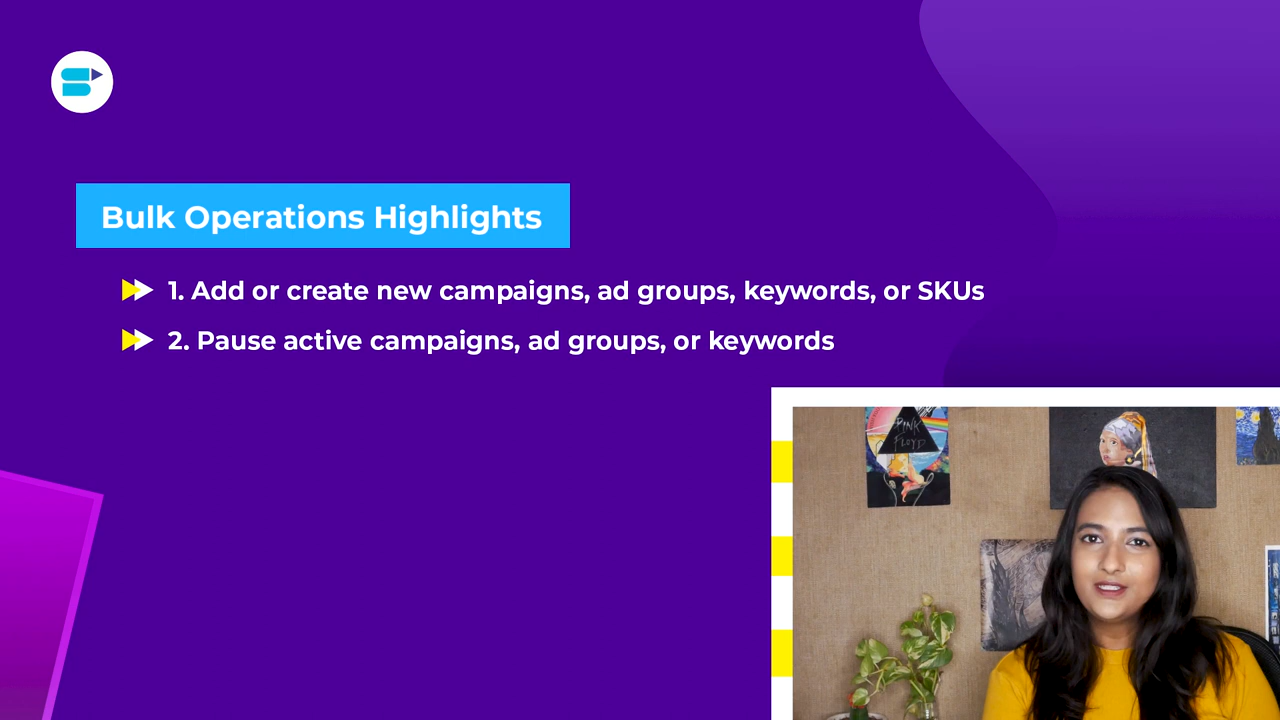 Bulk Operations Highlights
1. Add or create new campaigns, ad groups, keywords, or SKUs
2. Pause active campaigns, ad groups, or keywords
PINK
FLOYD